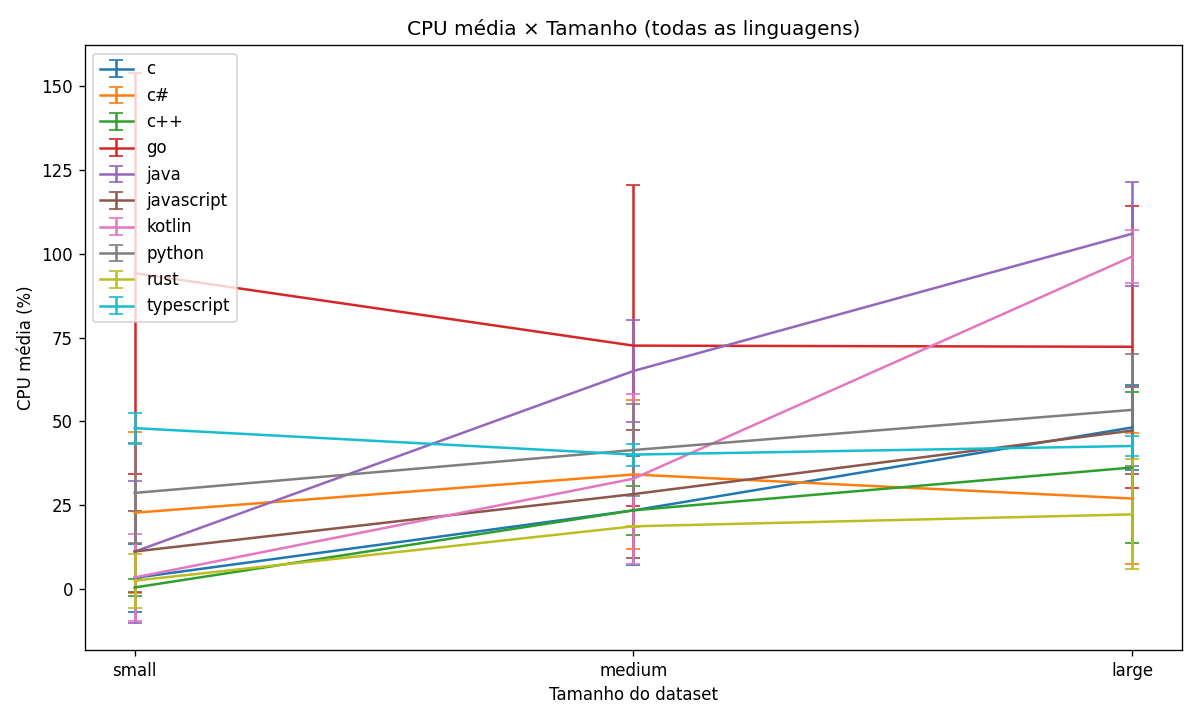 CPU média × Tamanho (todas as linguagens)
c
c#
c++
go
java
javascript
kotlin
python
rust
typescript
150
125
100
75
50
25
0
CPU média (%)
small
medium
large
Tamanho do dataset